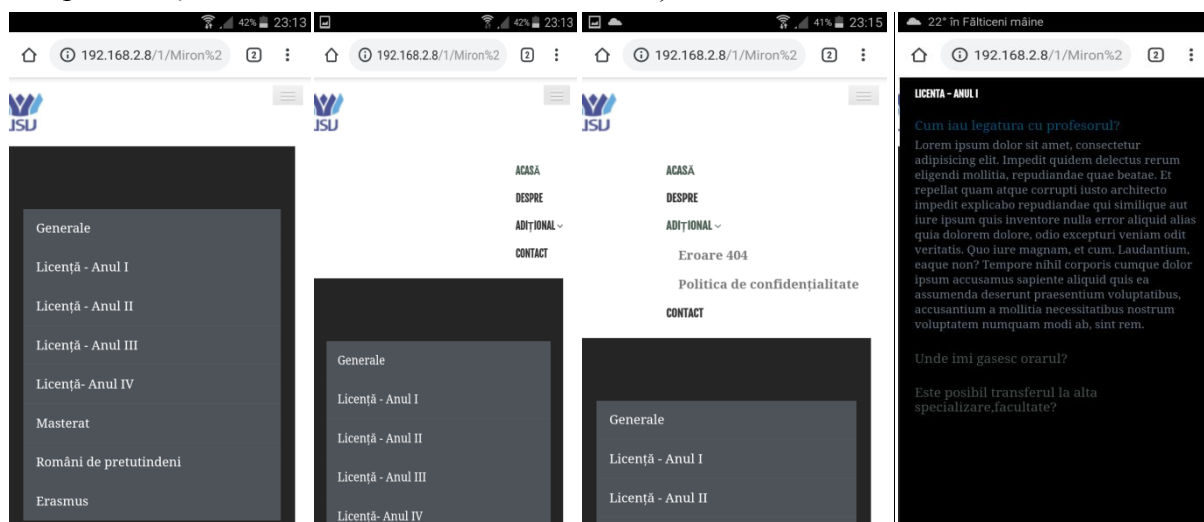 42% 23:13
192.168.2.8/1/Miron%2
2
JSU
Generale
Licență - Anul I
Licență - Anul II
Licență - Anul III
Licență- Anul IV
Masterat
Români de pretutindeni
Erasmus
42% 23:13
192.168.2.8/1/Miron%2
2
JSU
ACASĂ
DESPRE
ADIȚIONAL
CONTACT
Generale
Licență - Anul I
Licență - Anul II
Licență - Anul III
Licență- Anul IV
41% 23:15
192.168.2.8/1/Miron%2
2
JSU
ACASĂ
DESPRE
ADIȚIONAL
Eroare 404
Politica de confidențialitate
CONTACT
Generale
Licență - Anul I
Licență - Anul II
22° în Fălticeni mâine
192.168.2.8/1/Miron%2
2
LICENTA – ANUL I
Cum iau legatura cu profesorul?
Lorem ipsum dolor sit amet, consectetur
adipisicing elit. Impedit quidem delectus rerum
eligendi mollitia, repudiandae quae beatae. Et
repellat quam atque corrupti iusto architecto
impedit explicabo repudiandae qui similique aut
iure ipsum quis inventore nulla error aliquid alias
quia dolorem dolore, odio excepturi veniam odit
veritatis. Quo iure magnam, et cum. Laudantium,
eaque non? Tempore nihil corporis cumque dolor
ipsum accusamus sapiente aliquid quis ea
assumenda deserunt praesentium voluptatibus,
accusantium a mollitia necessitatibus nostrum
voluptatem numquam modi ab, sint rem.
Unde imi gasesc orarul?
Este posibil transferul la alta
specializare,facultate?